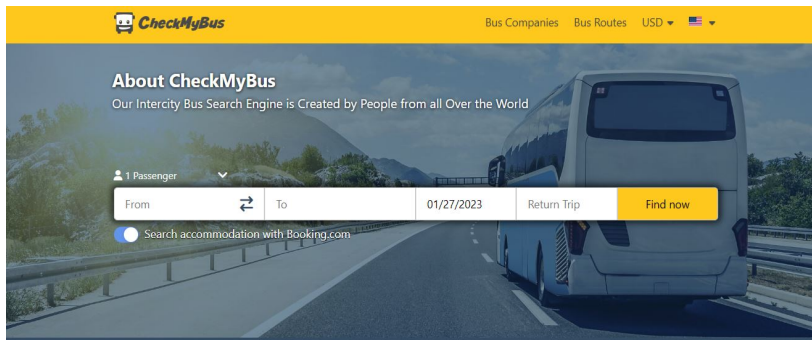 CheckMyBus
Bus Companies Bus Routes USD
About CheckMyBus
Our Intercity Bus Search Engine is Created by People from all Over the World
1 Passenger
From To 01/27/2023 Return Trip Find now
Search accommodation with Booking.com